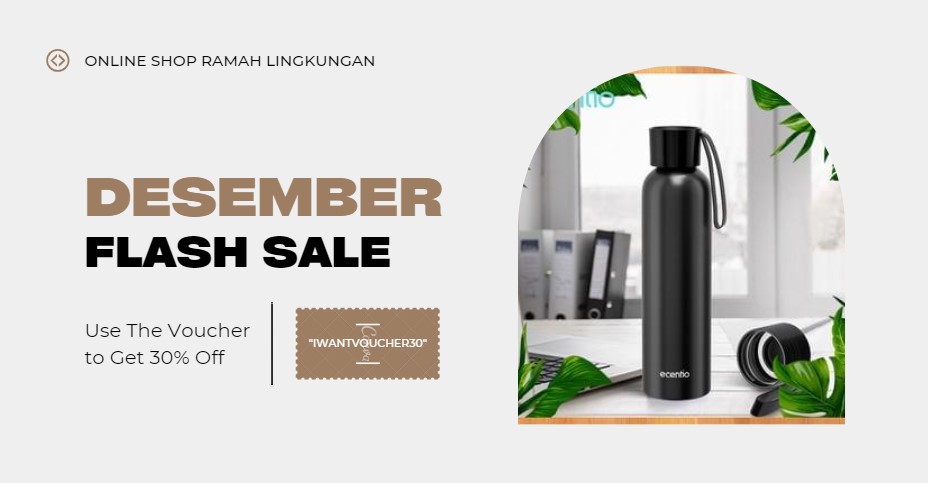 ONLINE SHOP RAMAH LINGKUNGAN
DESEMBER
FLASH SALE
Use The Voucher
to Get 30% Off
"IWANTVOUCHER30"
ecentio